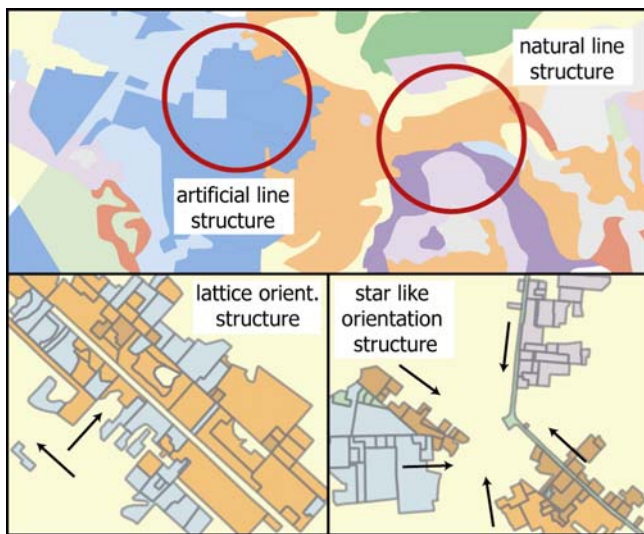 natural line
structure
artificial line
structure
lattice orient.
structure
star like
orientation
structure